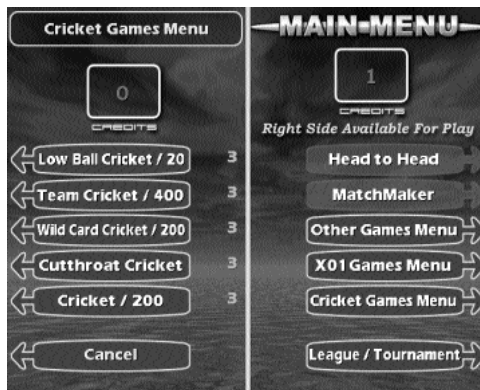 Cricket Games Menu
0
CREDITS
Low Ball Cricket / 20 3
Team Cricket / 400 3
Wild Card Cricket / 200 3
Cutthroat Cricket 3
Cricket / 200 3
Cancel
MAIN-MENU
1
CREDITS
Right Side Available For Play
Head to Head
MatchMaker
Other Games Menu
X01 Games Menu
Cricket Games Menu
League / Tournament